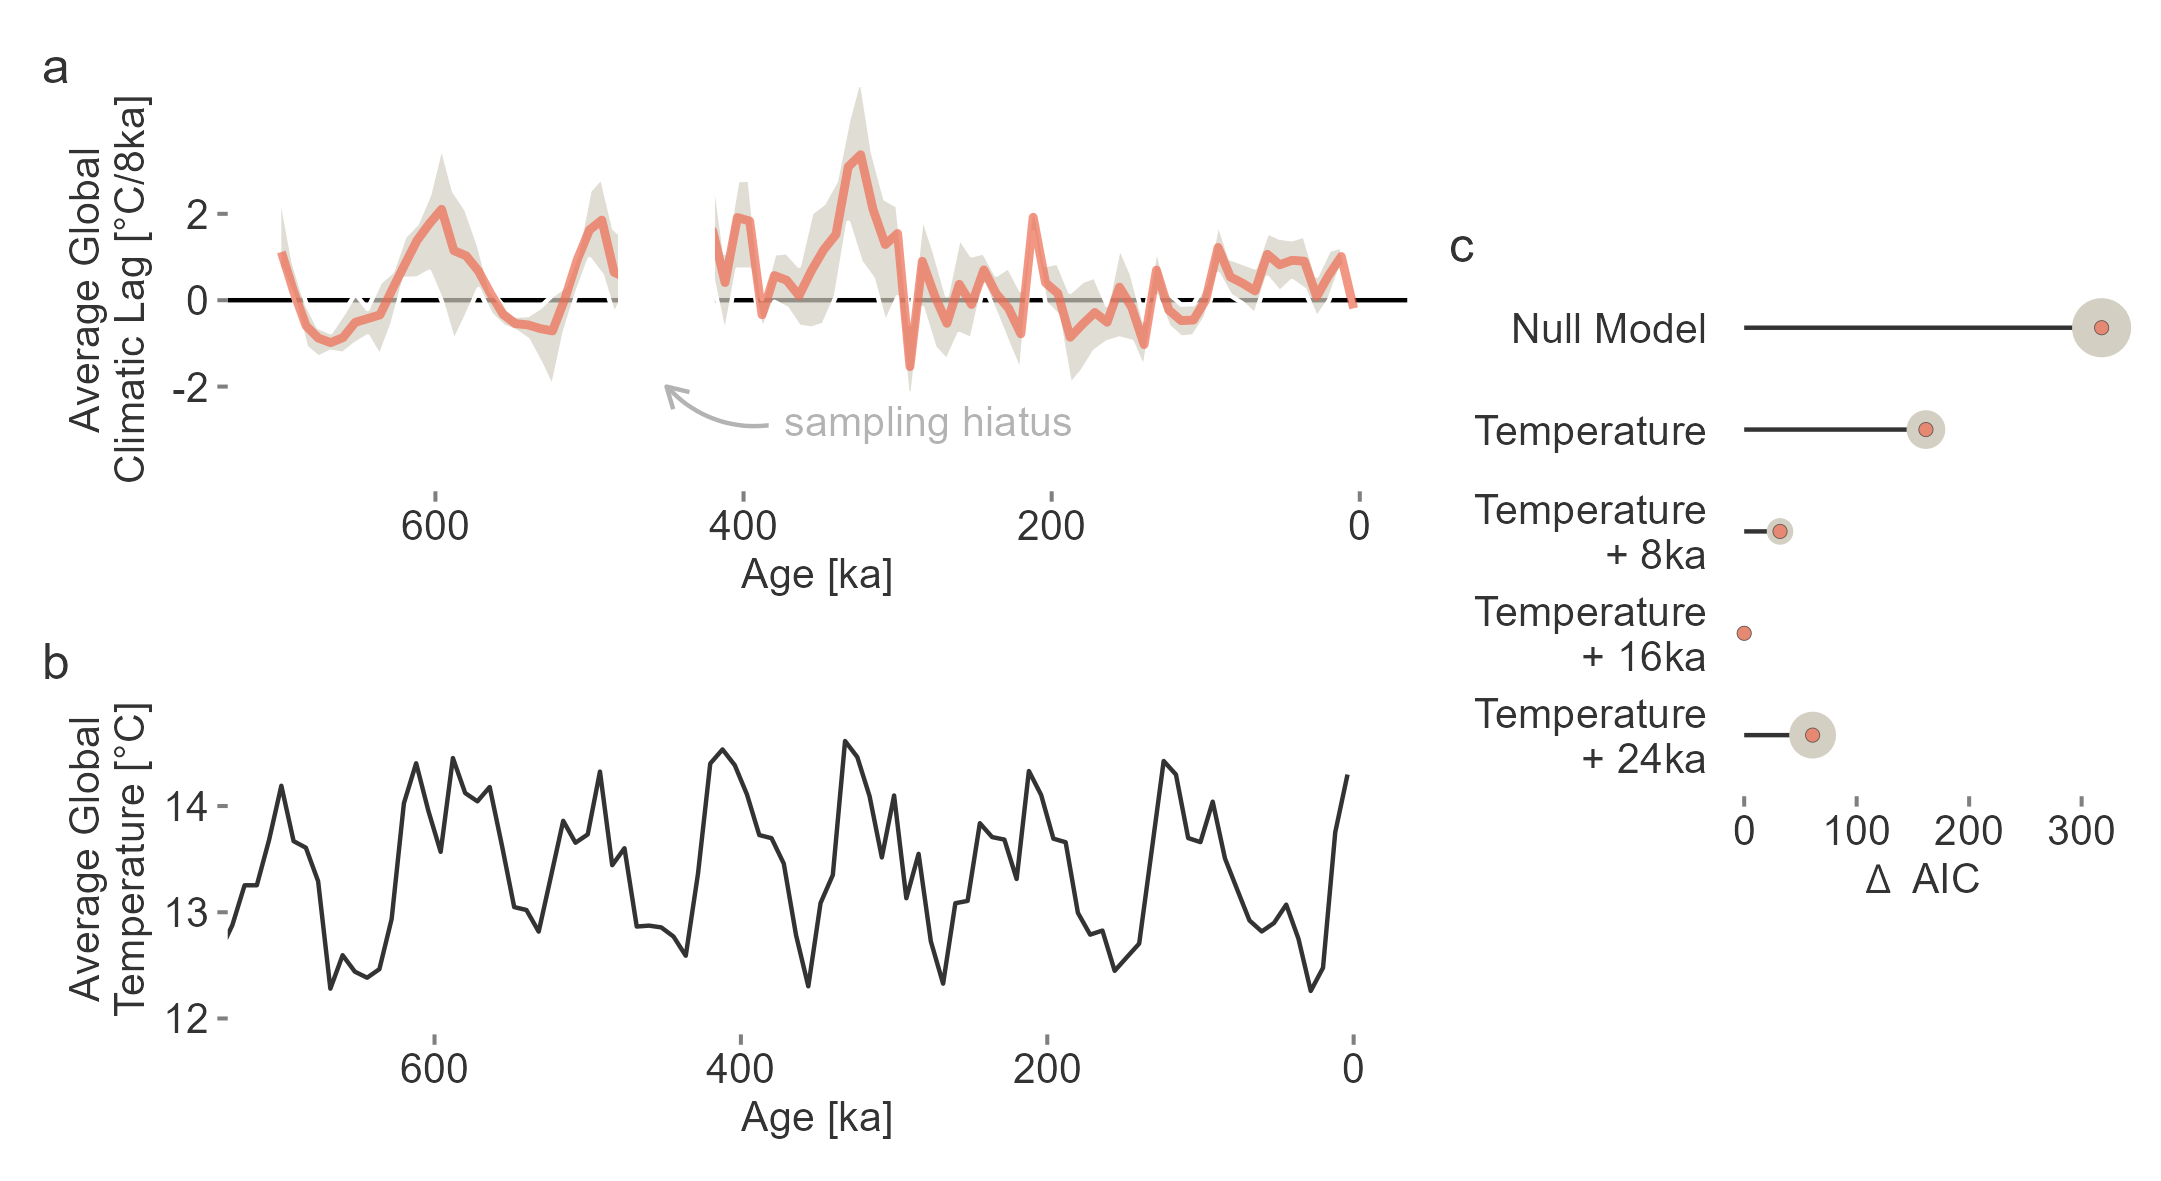 a
Average Global
Climatic Lag [°C/8ka]
2
0
-2
sampling hiatus
600
400
200
0
Age [ka]
b
Average Global
Temperature [°C]
14
13
12
600
400
200
0
Age [ka]
c
Null Model
Temperature
Temperature
+ 8ka
Temperature
+ 16ka
Temperature
+ 24ka
0
100
200
300
Δ AIC